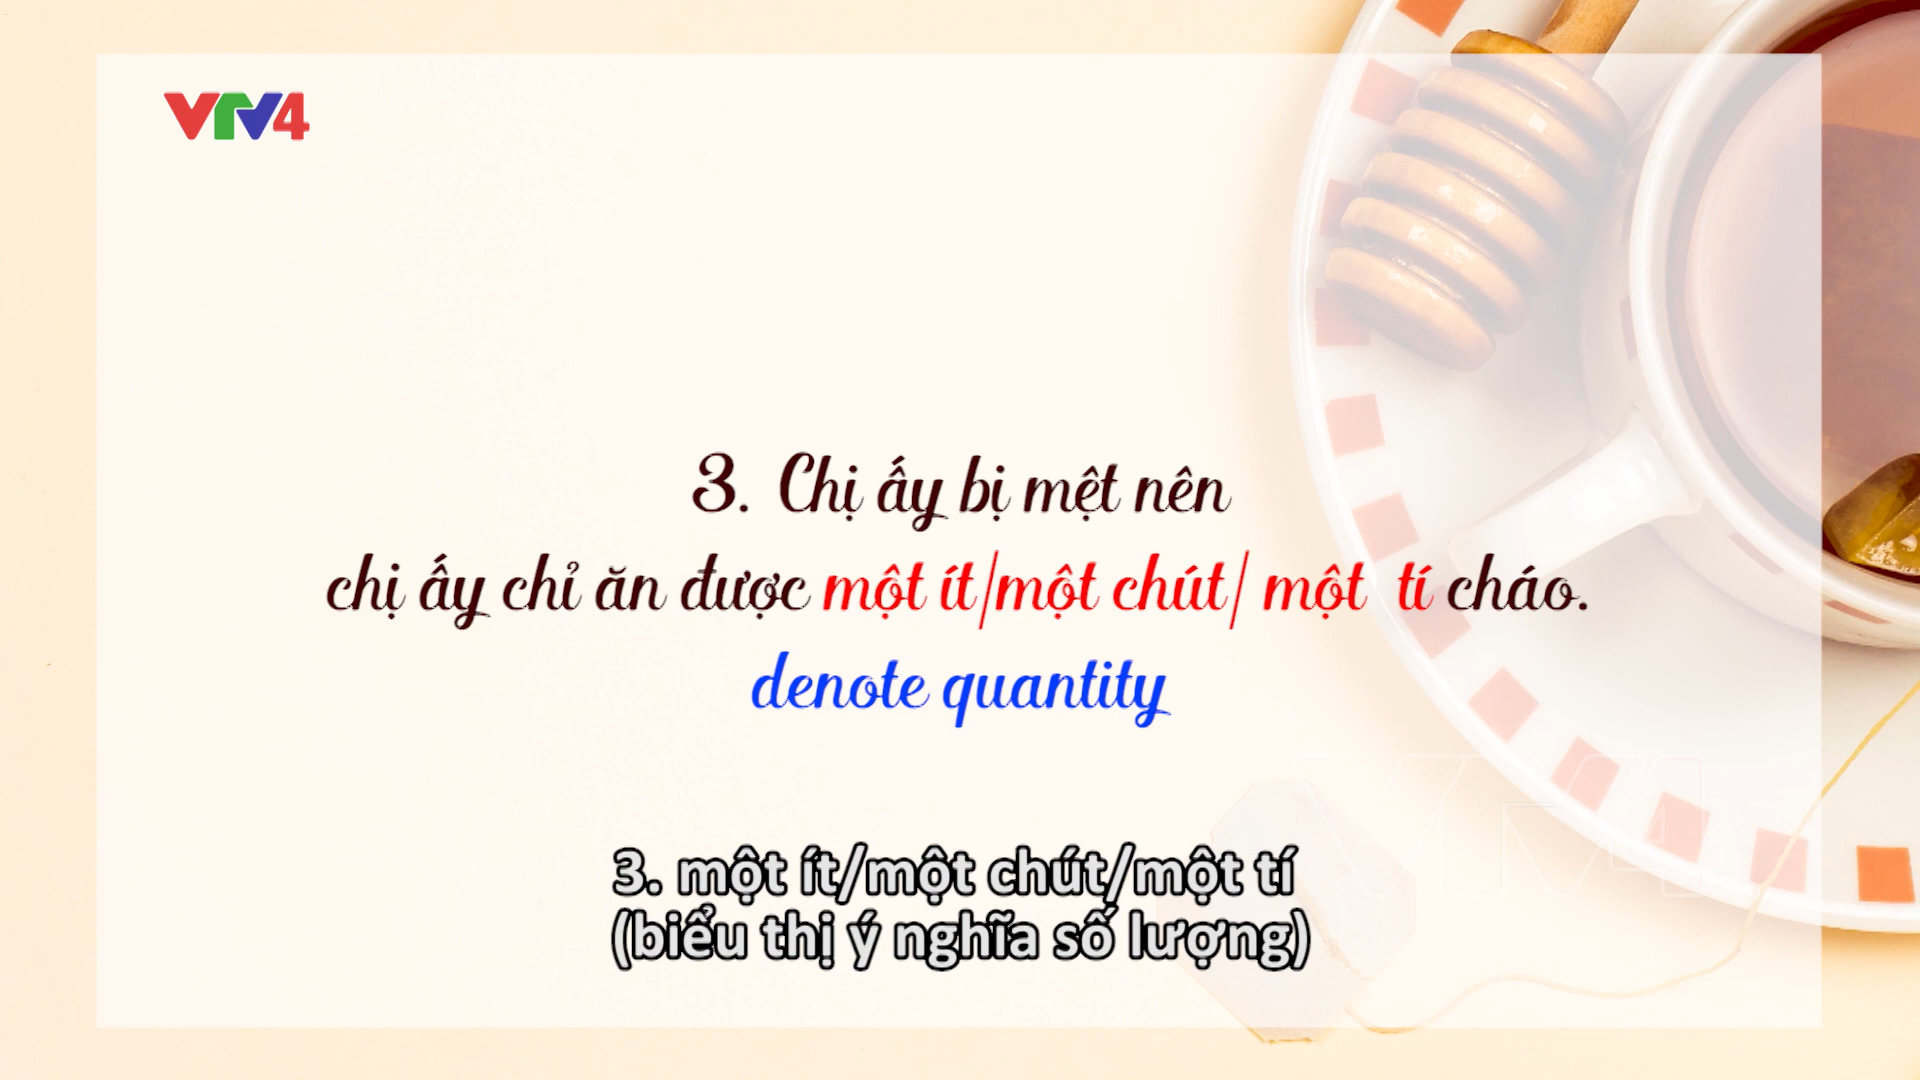 VTV4
3. Chị ấy bị mệt nên
chị ấy chỉ ăn được một ít/một chút/ một tí cháo.
denote quantity
3. một ít/một chút/một tí
(biểu thị ý nghĩa số lượng)